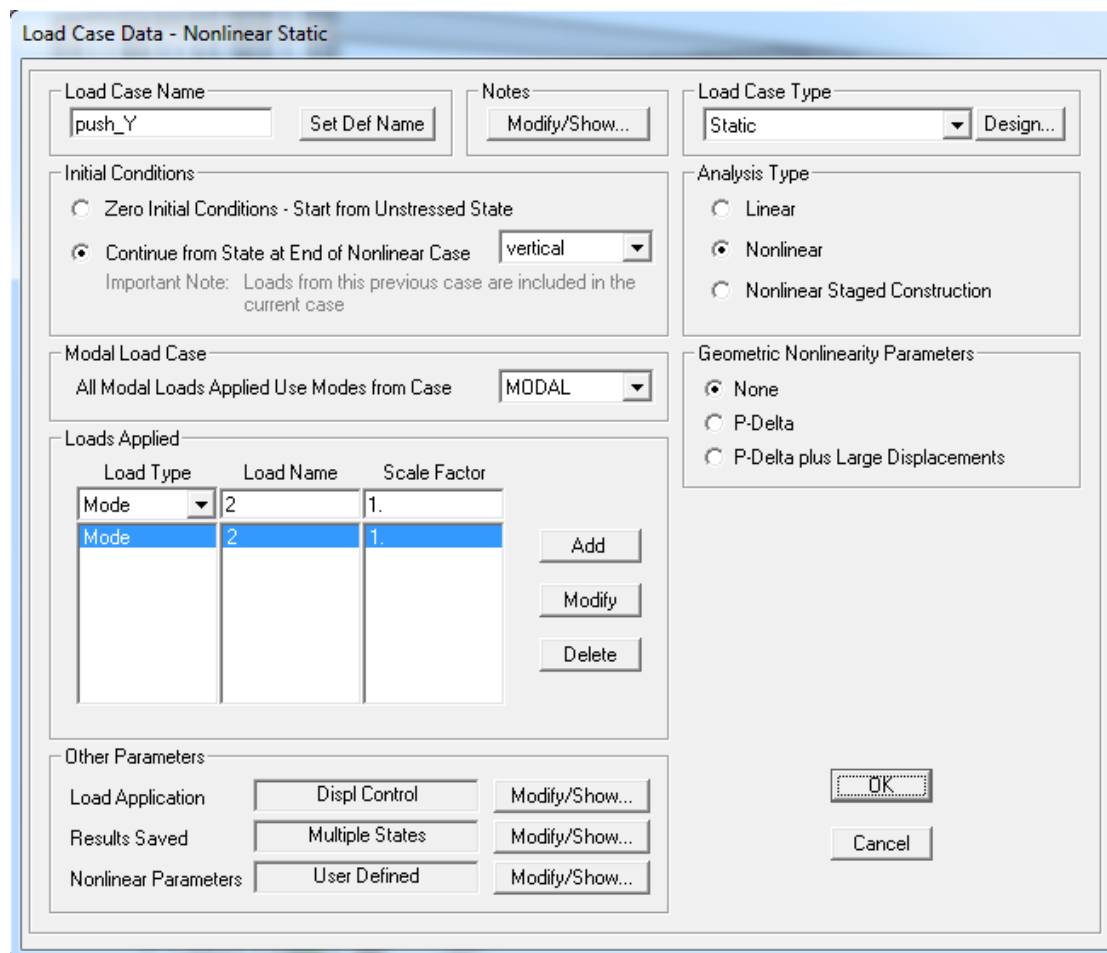 Load Case Data - Nonlinear Static
Load Case Name
push_Y
Set Def Name
Notes
Modify/Show...
Load Case Type
Static
Design...
Initial Conditions
Zero Initial Conditions - Start from Unstressed State
Continue from State at End of Nonlinear Case
vertical
Important Note: Loads from this previous case are included in the
current case
Analysis Type
Linear
Nonlinear
Nonlinear Staged Construction
Modal Load Case
All Modal Loads Applied Use Modes from Case
MODAL
Geometric Nonlinearity Parameters
None
P-Delta
P-Delta plus Large Displacements
Loads Applied
Load Type Load Name Scale Factor
Mode 2 1.
Mode 2 1.
Add
Modify
Delete
Other Parameters
Load Application Displ Control Modify/Show...
Results Saved Multiple States Modify/Show...
Nonlinear Parameters User Defined Modify/Show...
OK
Cancel